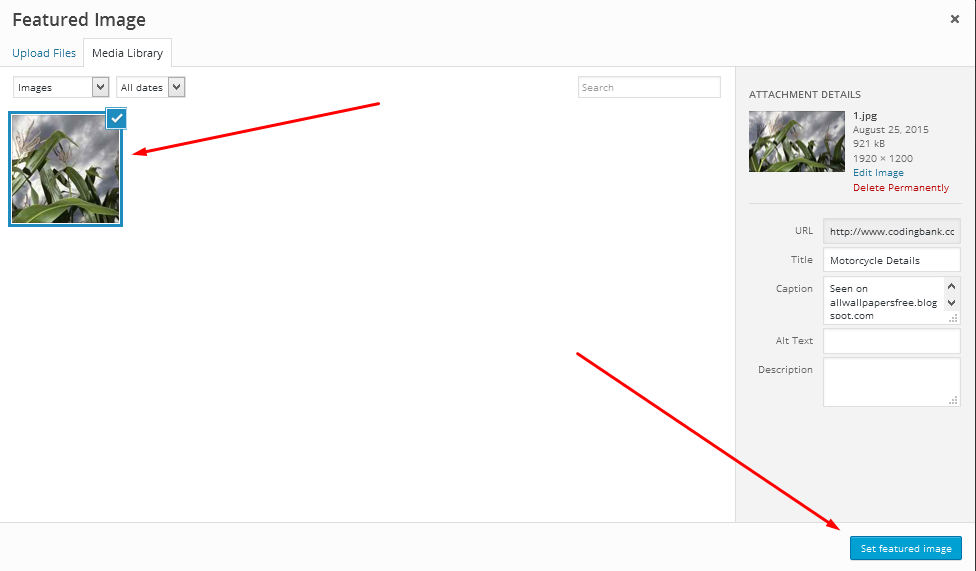 Featured Image
Upload Files
Media Library
Images
All dates
Search
ATTACHMENT DETAILS
1.jpg
August 25, 2015
921 kB
1920 × 1200
Edit Image
Delete Permanently
URL
http://www.codingbank.cc
Title
Motorcycle Details
Caption
Seen on
allwallpapersfree.blog
spot.com
Alt Text
Description
Set featured image